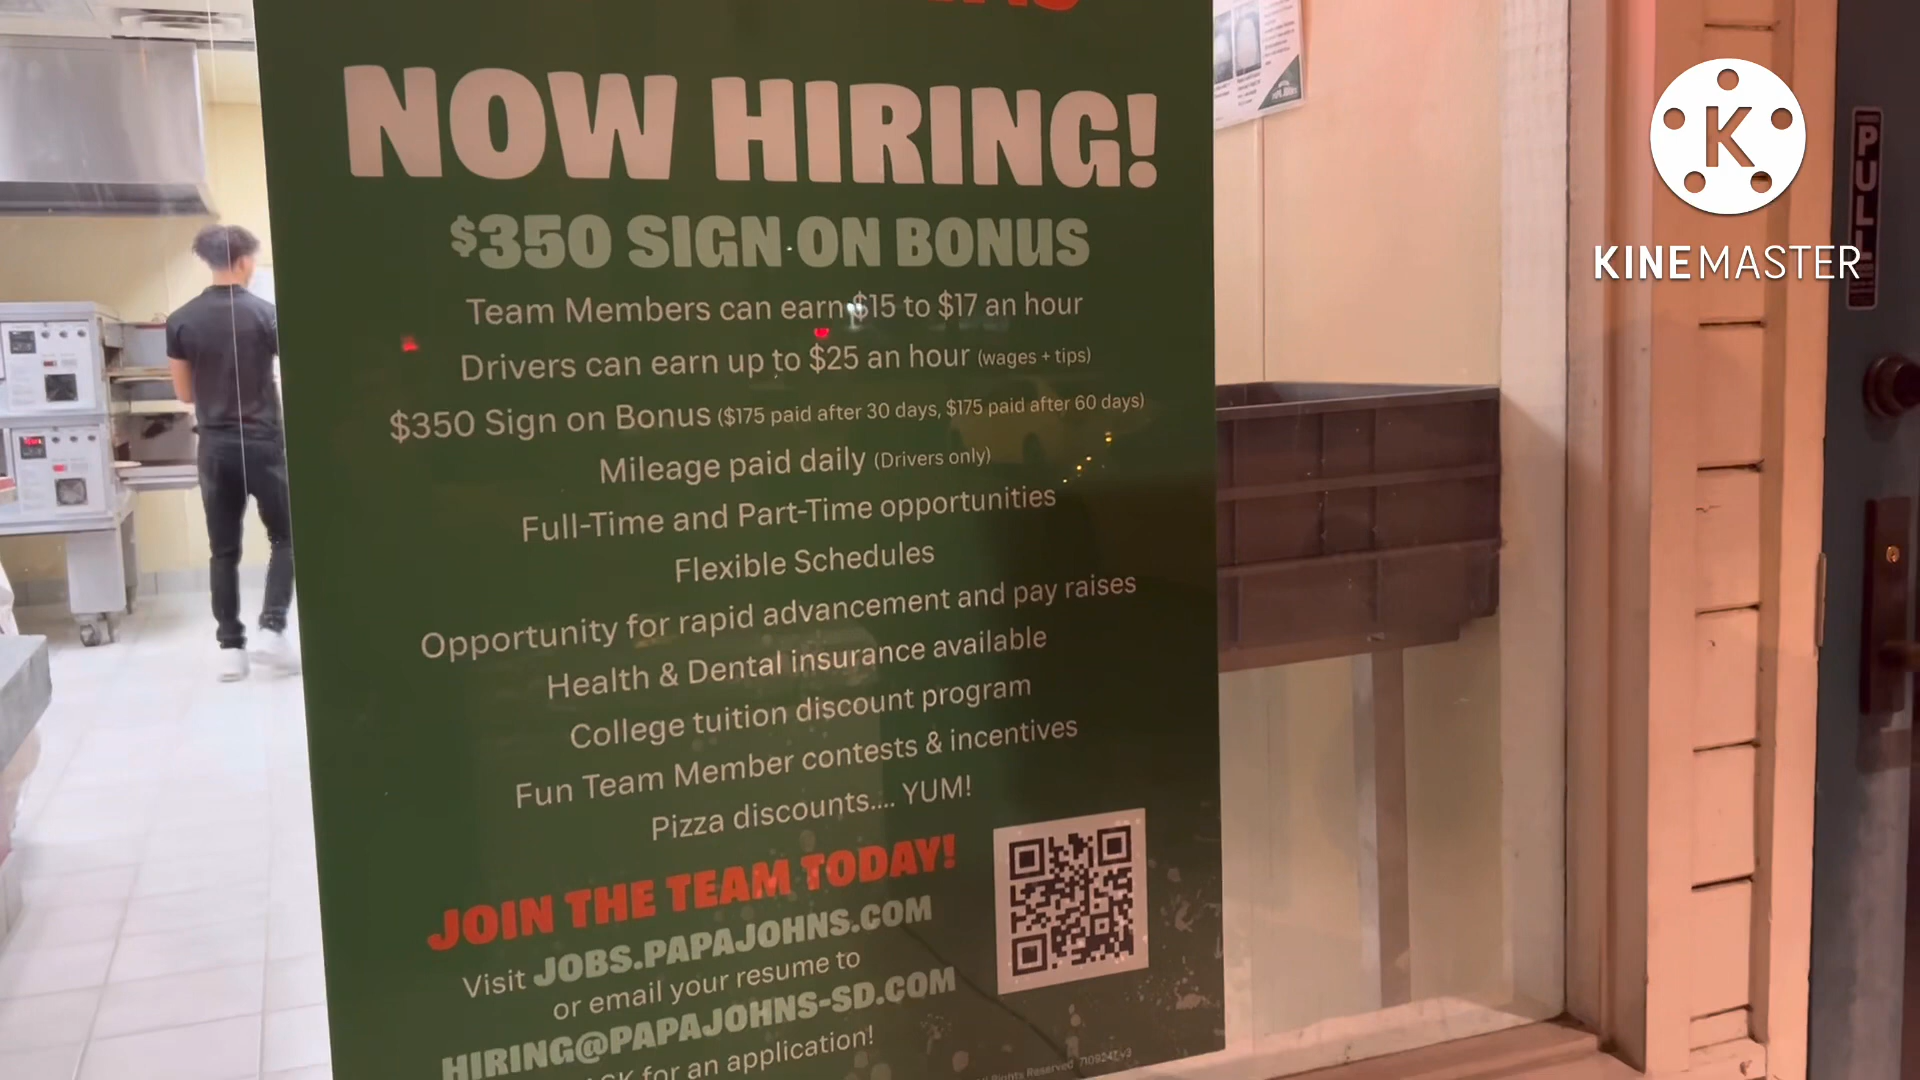 NOW HIRING!
$350 SIGN ON BONUS
Team Members can earn $15 to $17 an hour
Drivers can earn up to $25 an hour (wages + tips)
$350 Sign on Bonus ($175 paid after 30 days, $175 paid after 60 days)
Mileage paid daily (Drivers only)
Full-Time and Part-Time opportunities
Flexible Schedules
Opportunity for rapid advancement and pay raises
Health & Dental insurance available
College tuition discount program
Fun Team Member contests & incentives
Pizza discounts.... YUM!
JOIN THE TEAM TODAY!
Visit JOBS.PAPAJOHNS.COM
or email your resume to
HIRING@PAPAJOHNS-SD.COM
for an application!
Rights Reserved
K
KINEMASTER
PULL